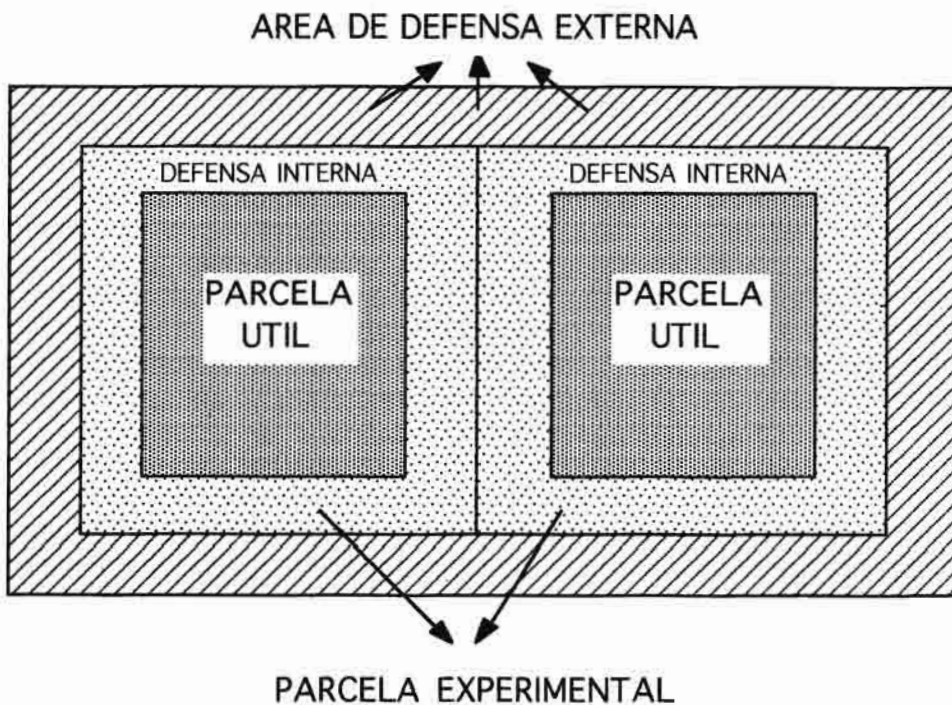 AREA DE DEFENSA EXTERNA
DEFENSA INTERNA
DEFENSA INTERNA
PARCELA
UTIL
PARCELA
UTIL
PARCELA EXPERIMENTAL